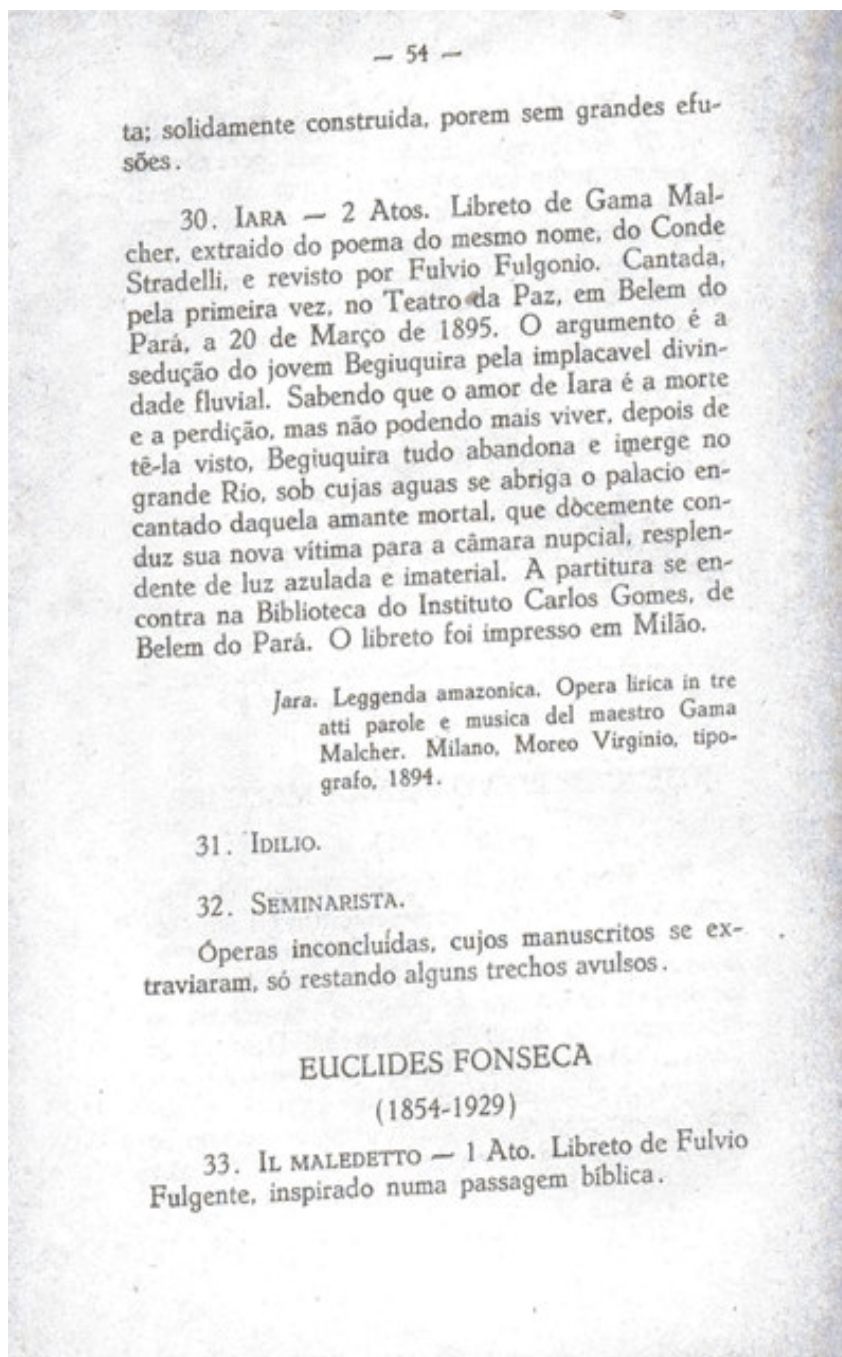 — 54 —
ta; solidamente construida, porem sem grandes efu-
sões.
30. IARA — 2 Atos. Libreto de Gama Mal-
cher, extraido do poema do mesmo nome, do Conde
Stradelli, e revisto por Fulvio Fulgonio. Cantada,
pela primeira vez, no Teatro da Paz, em Belem do
Pará, a 20 de Março de 1895. O argumento é a
sedução do jovem Begiuquira pela implacavel divin-
dade fluvial. Sabendo que o amor de Iara é a morte
e a perdição, mas não podendo mais viver, depois de
tê-la visto, Begiuquira tudo abandona e imerge no
grande Rio, sob cujas aguas se abriga o palacio en-
cantado daquela amante mortal, que dòcemente con-
duz sua nova vítima para a câmara nupcial, resplen-
dente de luz azulada e imaterial. A partitura se en-
contra na Biblioteca do Instituto Carlos Gomes, de
Belem do Pará. O libreto foi impresso em Milão.
Jara. Leggenda amazonica. Opera lirica in tre
atti parole e musica del maestro Gama
Malcher. Milano, Moreo Virginio, tipo-
grafo, 1894.
31. IDILIO.
32. SEMINARISTA.
Óperas inconcluídas, cujos manuscritos se ex-
traviaram, só restando alguns trechos avulsos.
EUCLIDES FONSECA
(1854-1929)
33. IL MALEDETTO — 1 Ato. Libreto de Fulvio
Fulgente, inspirado numa passagem bíblica.